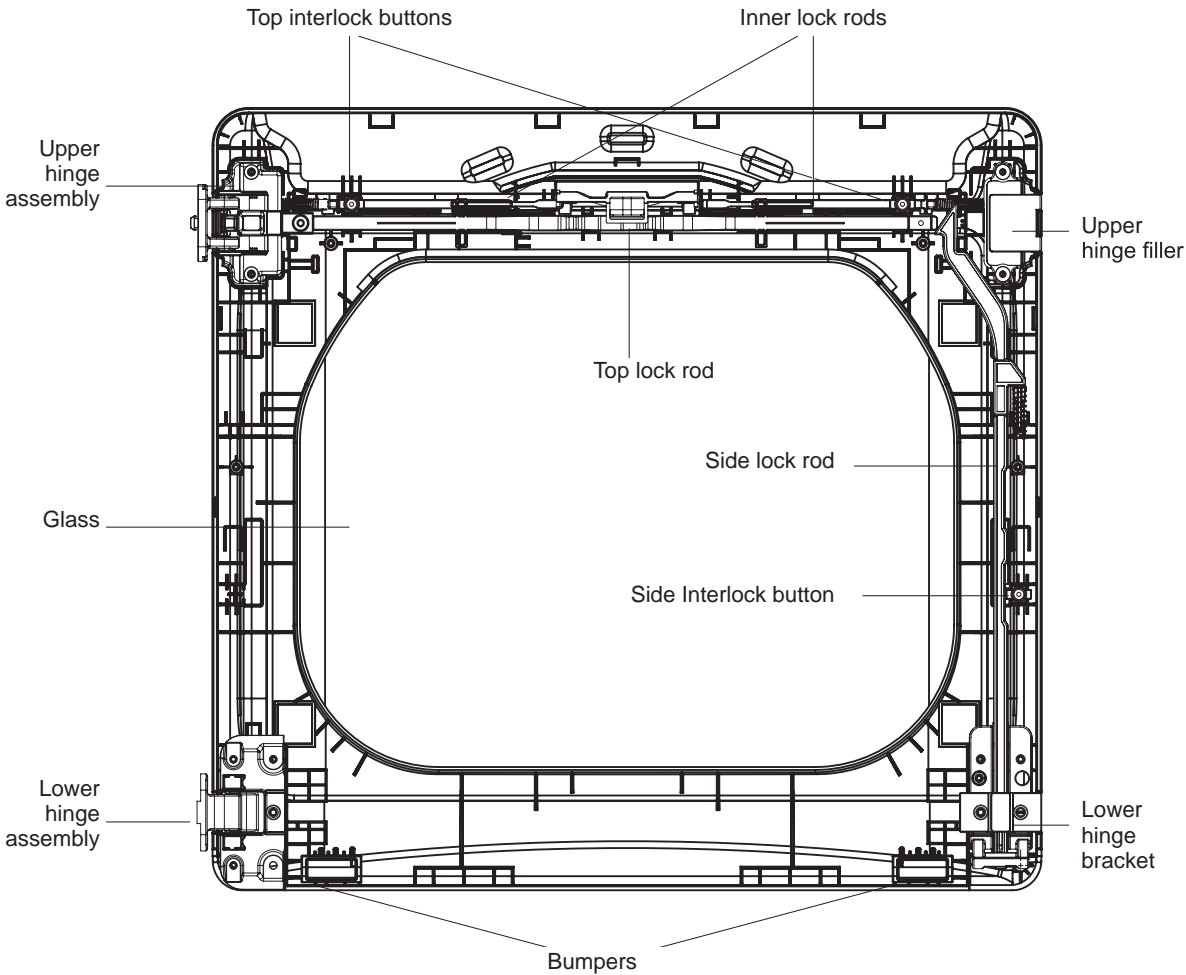 Top interlock buttons
Inner lock rods
Upper
hinge
assembly
Upper
hinge filler
Top lock rod
Side lock rod
Glass
Side Interlock button
Lower
hinge
assembly
Lower
hinge
bracket
Bumpers